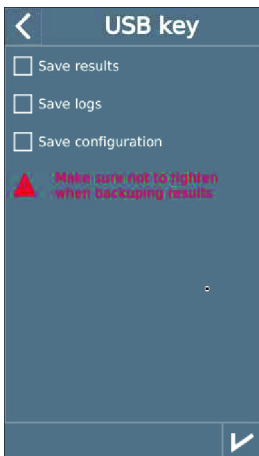 USB key
Save results
Save logs
Save configuration
Make sure not to tighten
when backuping results